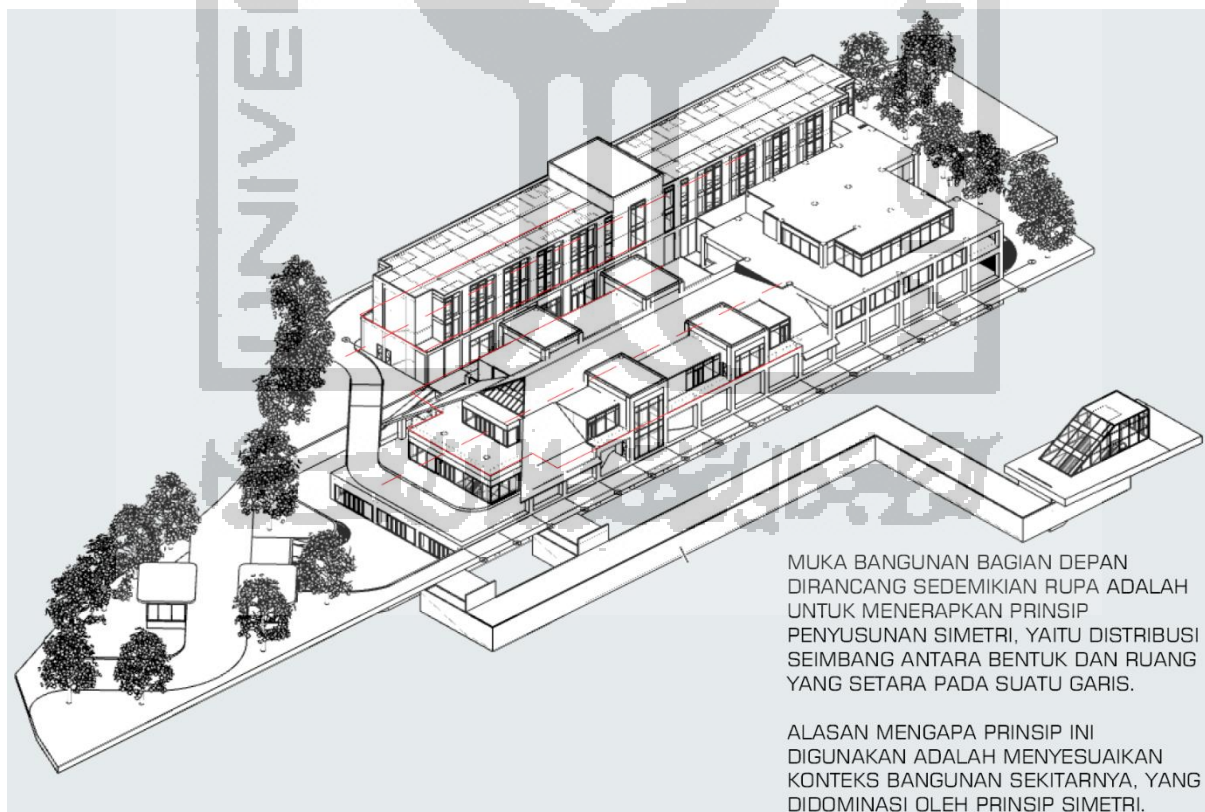 UNIVER
MUKA BANGUNAN BAGIAN DEPAN
DIRANCANG SEDEMIKIAN RUPA ADALAH
UNTUK MENERAPKAN PRINSIP
PENYUSUNAN SIMETRI, YAITU DISTRIBUSI
SEIMBANG ANTARA BENTUK DAN RUANG
YANG SETARA PADA SUATU GARIS.
ALASAN MENGAPA PRINSIP INI
DIGUNAKAN ADALAH MENYESUAIKAN
KONTEKS BANGUNAN SEKITARNYA, YANG
DIDOMINASI OLEH PRINSIP SIMETRI.